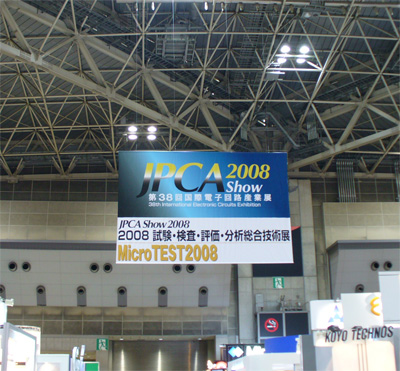 JPCA 2008
Show
第38回国際電子回路産業展
38th International Electronic Circuits Exhibition
JPCA Show 2008
2008 試験・検査・評価・分析総合技術展
MicroTEST2008
KOYO TECHNOS